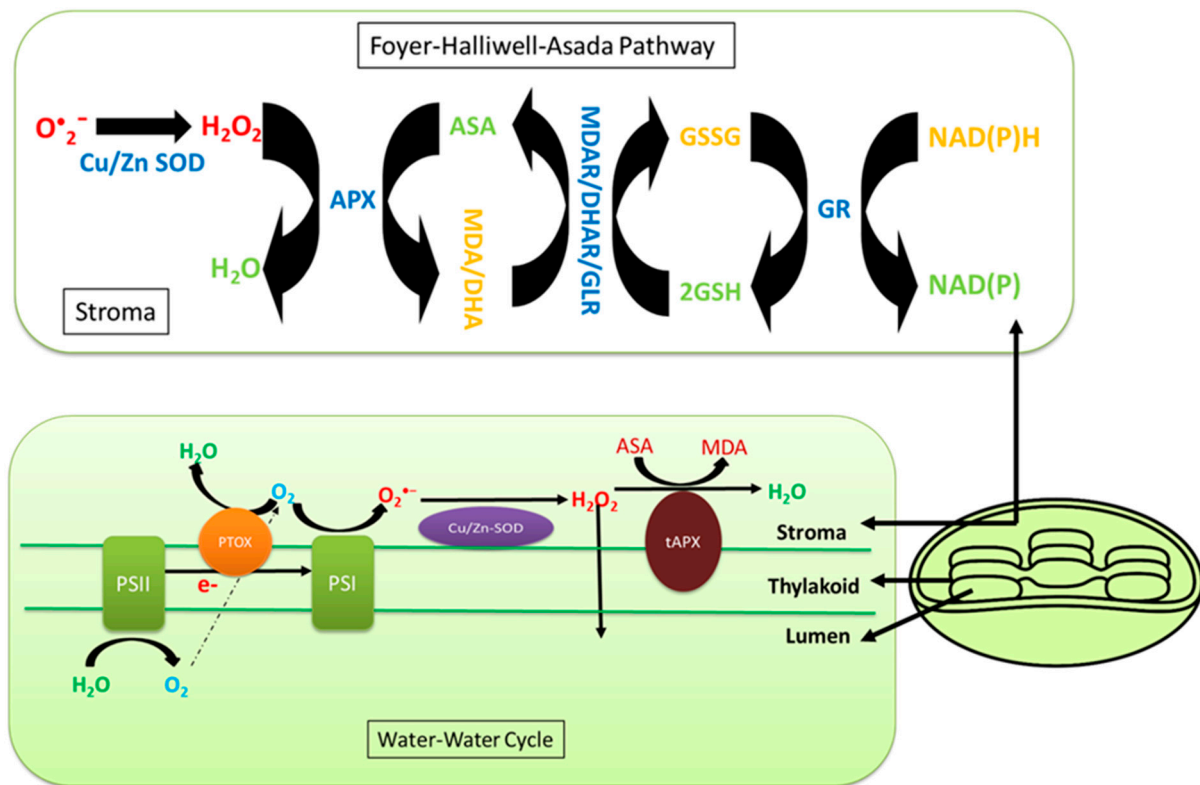 Foyer-Halliwell-Asada Pathway
O•₂⁻
Cu/Zn SOD
H₂O₂
H₂O
APX
ASA
MDA/DHA
MDAR/DHAR/GLR
GSSG
2GSH
GR
NAD(P)H
NAD(P)
Stroma
H₂O
PTOX
O₂
O₂•⁻
Cu/Zn-SOD
H₂O₂
ASA
MDA
tAPX
H₂O
PSII
e-
PSI
H₂O
O₂
Stroma
Thylakoid
Lumen
Water-Water Cycle